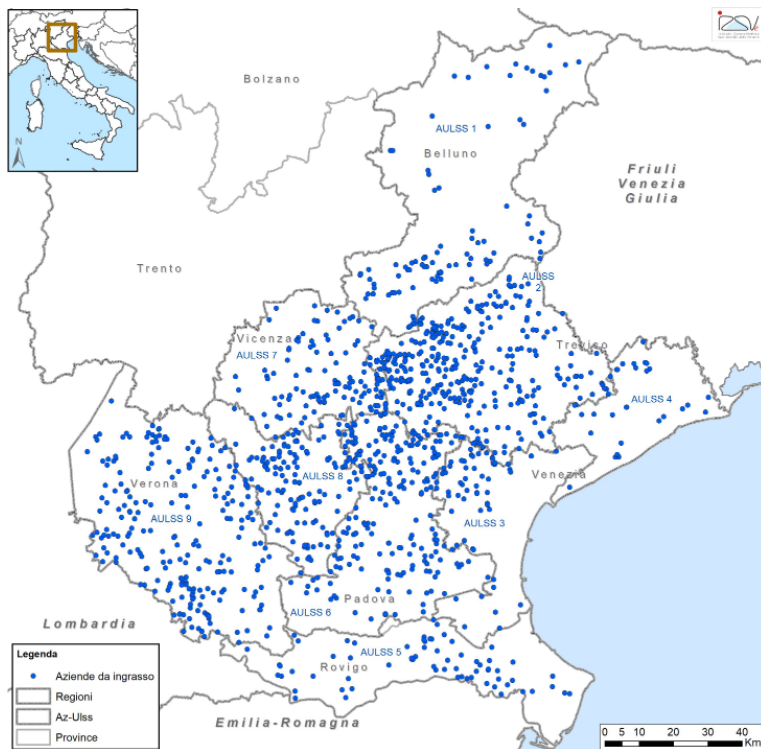 N
Bolzano
AULSS 1
Belluno
Friuli
Venezia
Giulia
Trento
AULSS
2
Vicenza
AULSS 7
Treviso
AULSS 4
AULSS 8
Verona
AULSS 9
Venezia
AULSS 3
AULSS 6
Padova
Lombardia
AULSS 5
Rovigo
Emilia-Romagna
Legenda
Aziende da ingrasso
Regioni
Az-Ulss
Province
0 5 10 20 30 40
Km